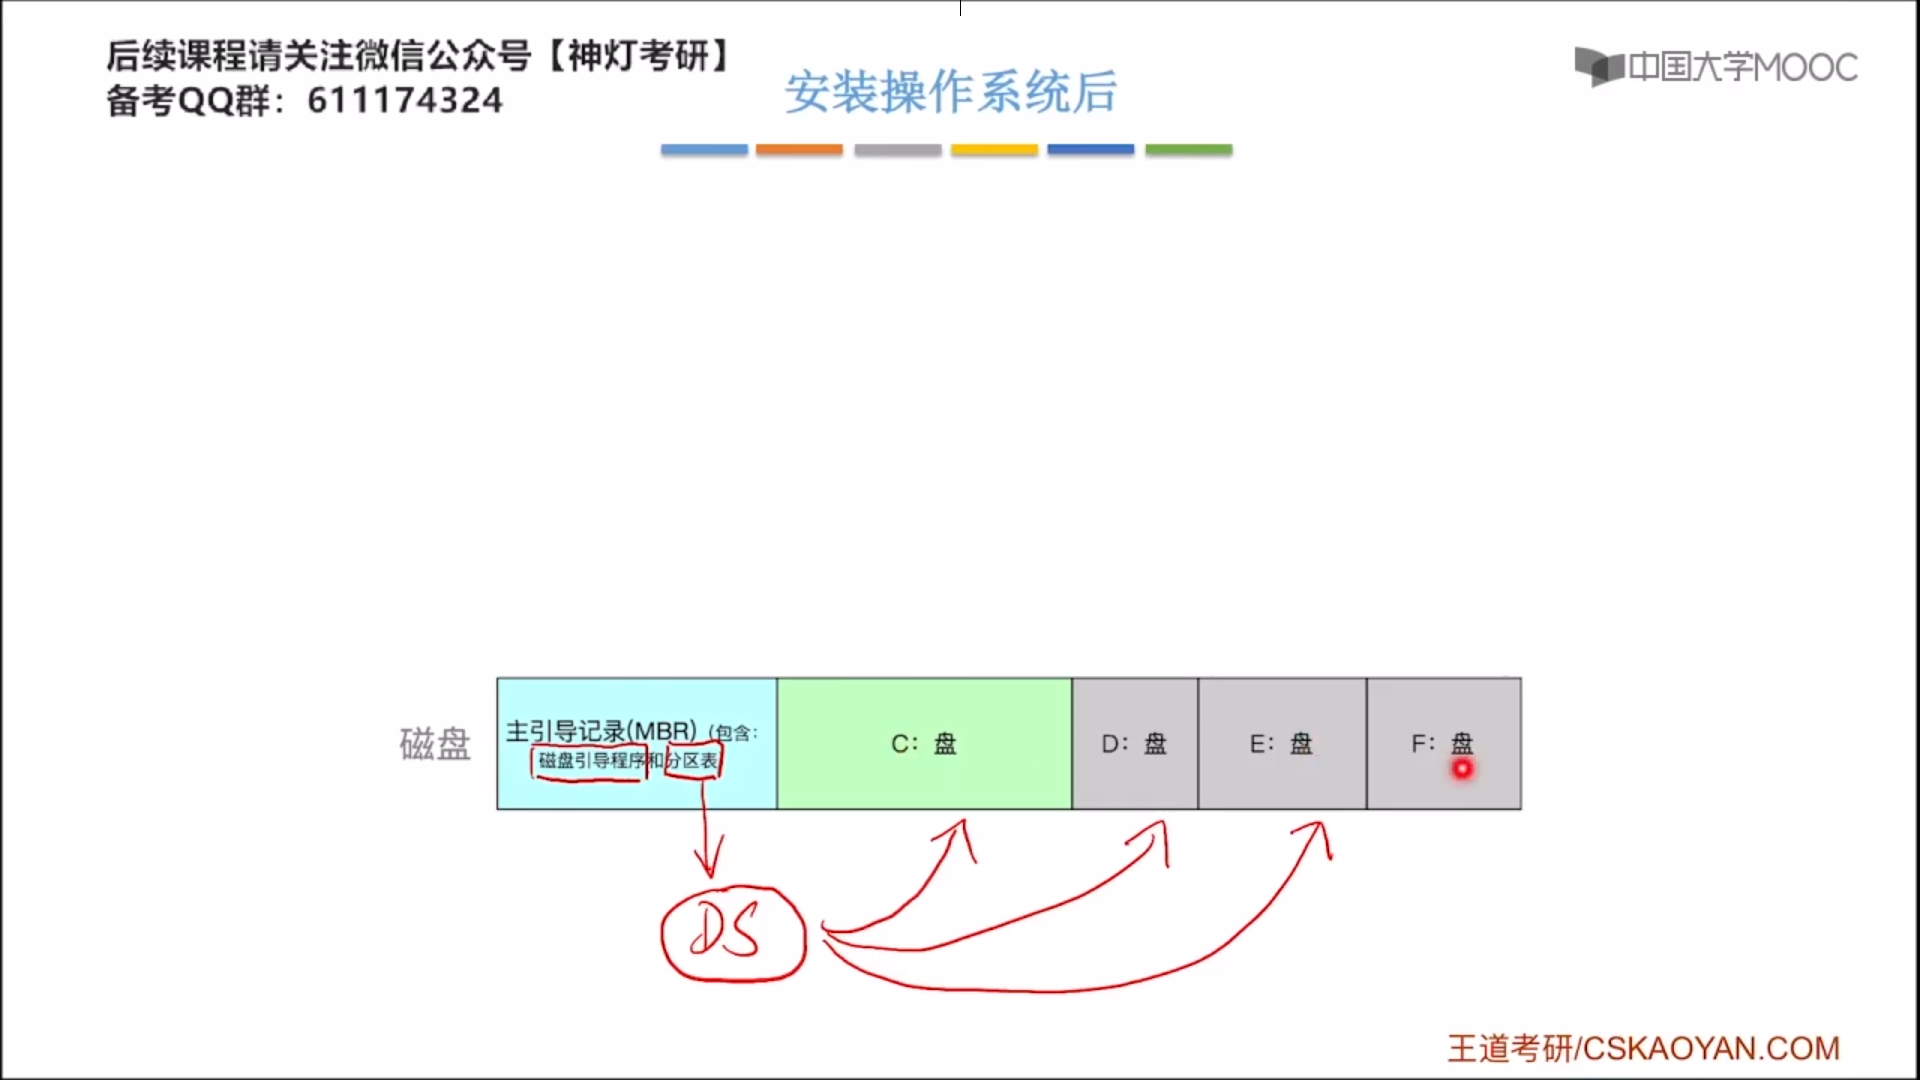 后续课程请关注微信公众号【神灯考研】
备考QQ群：611174324
安装操作系统后
中国大学MOOC
磁盘
主引导记录(MBR)（包含：
磁盘引导程序和分区表
C：盘
D：盘
E：盘
F：盘
DS
王道考研/CSKAOYAN.COM